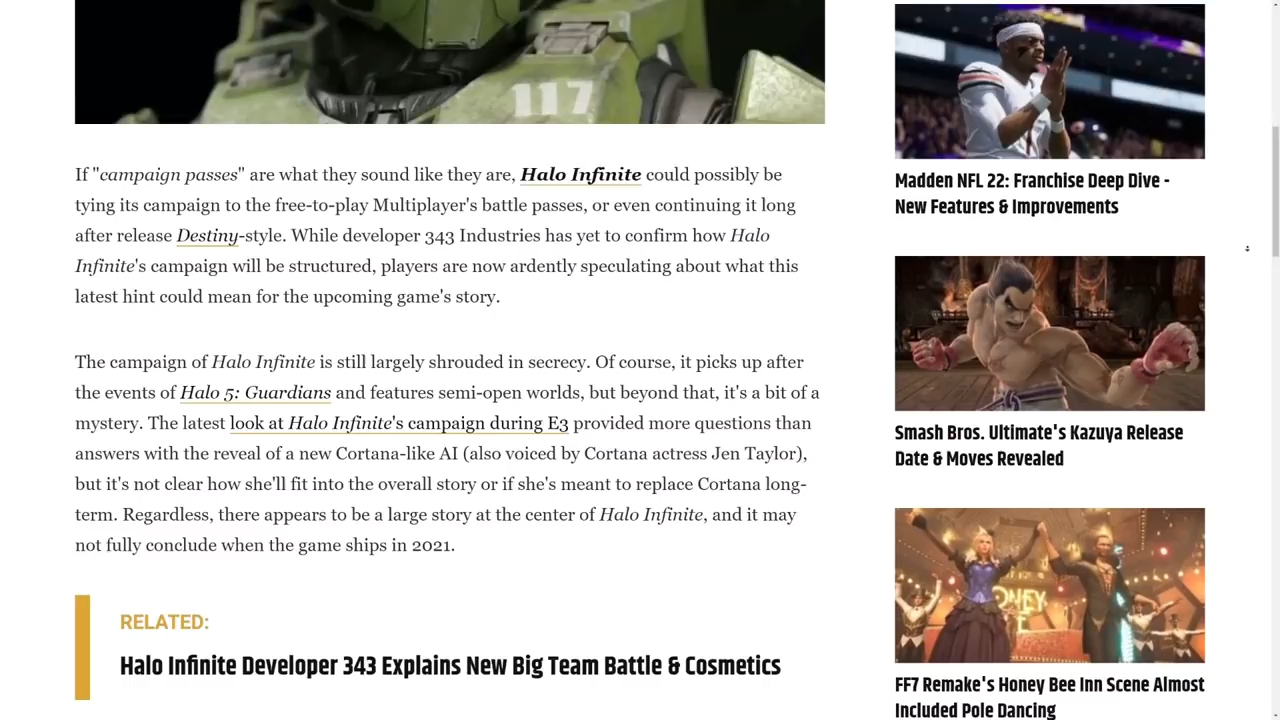 117
If "campaign passes" are what they sound like they are, Halo Infinite could possibly be
tying its campaign to the free-to-play Multiplayer's battle passes, or even continuing it long
after release Destiny-style. While developer 343 Industries has yet to confirm how Halo
Infinite's campaign will be structured, players are now ardently speculating about what this
latest hint could mean for the upcoming game's story.
The campaign of Halo Infinite is still largely shrouded in secrecy. Of course, it picks up after
the events of Halo 5: Guardians and features semi-open worlds, but beyond that, it's a bit of a
mystery. The latest look at Halo Infinite's campaign during E3 provided more questions than
answers with the reveal of a new Cortana-like AI (also voiced by Cortana actress Jen Taylor),
but it's not clear how she'll fit into the overall story or if she's meant to replace Cortana long-
term. Regardless, there appears to be a large story at the center of Halo Infinite, and it may
not fully conclude when the game ships in 2021.
RELATED:
Halo Infinite Developer 343 Explains New Big Team Battle & Cosmetics
Madden NFL 22: Franchise Deep Dive -
New Features & Improvements
Smash Bros. Ultimate's Kazuya Release
Date & Moves Revealed
FF7 Remake's Honey Bee Inn Scene Almost
Included Pole Dancing